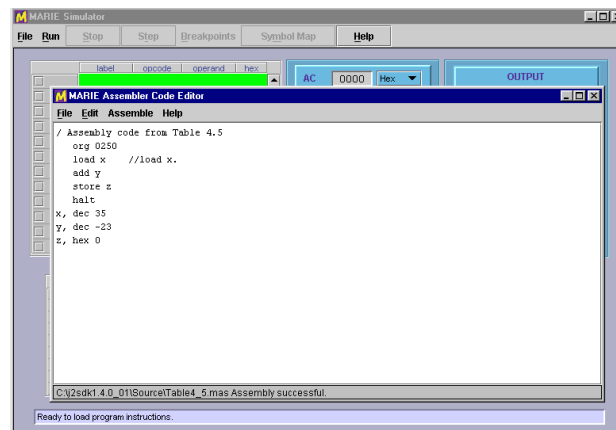 MARIE Simulator
File Run Stop Step Breakpoints Symbol Map Help
label opcode operand hex
AC 0000 Hex
OUTPUT
MARIE Assembler Code Editor
File Edit Assemble Help
/ Assembly code from Table 4.5
org 0250
load x //load x.
add y
store z
halt
x, dec 35
y, dec -23
z, hex 0
C:\j2sdk1.4.0_01\Source\Table4_5.mas Assembly successful.
Ready to load program instructions.